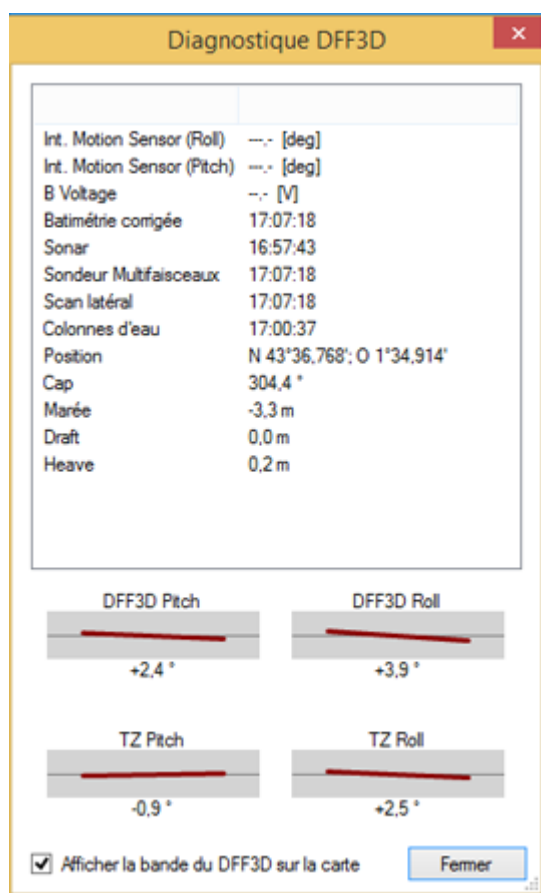 Diagnostique DFF3D
Int. Motion Sensor (Roll) ---.- [deg]
Int. Motion Sensor (Pitch) ---.- [deg]
B Voltage --.- [V]
Batimétrie corrigée 17:07:18
Sonar 16:57:43
Sondeur Multifaisceaux 17:07:18
Scan latéral 17:07:18
Colonnes d'eau 17:00:37
Position N 43°36,768'; O 1°34,914'
Cap 304,4 °
Marée -3,3 m
Draft 0,0 m
Heave 0,2 m
DFF3D Pitch DFF3D Roll
+2,4 ° +3,9 °
TZ Pitch TZ Roll
-0,9 ° +2,5 °
Afficher la bande du DFF3D sur la carte Fermer